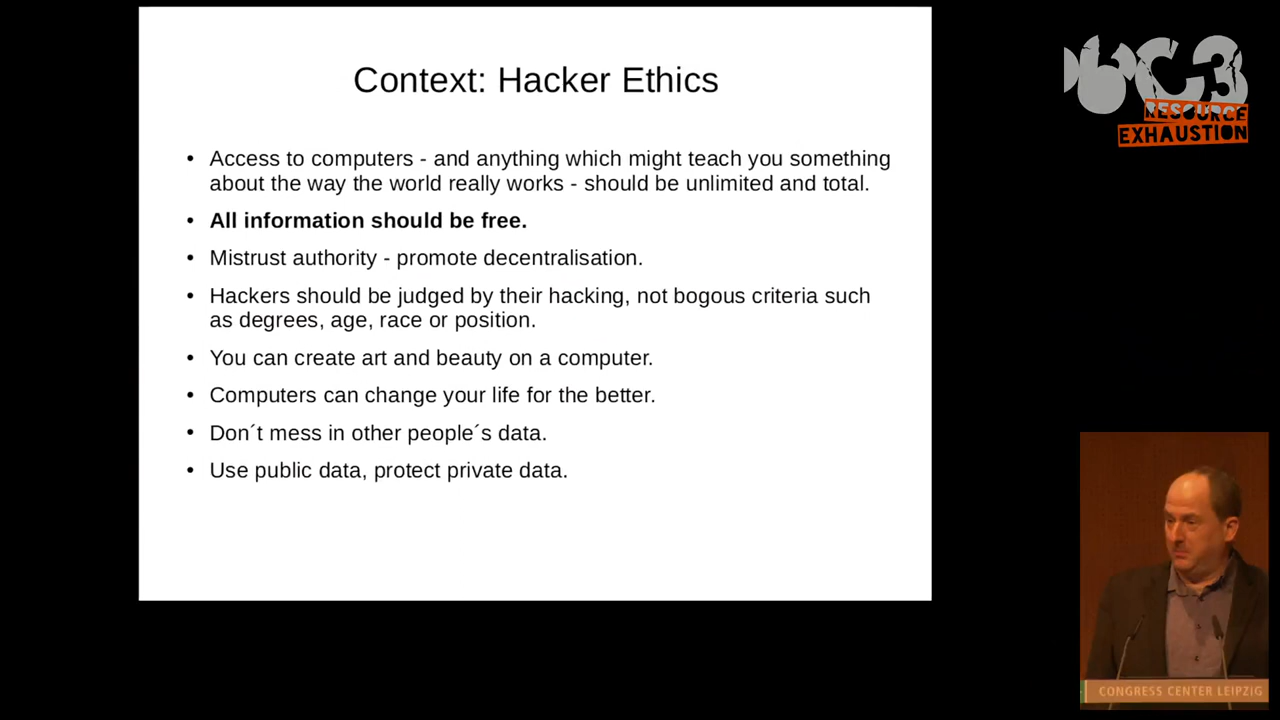 Context: Hacker Ethics
• Access to computers - and anything which might teach you something
about the way the world really works - should be unlimited and total.
• All information should be free.
• Mistrust authority - promote decentralisation.
• Hackers should be judged by their hacking, not bogous criteria such
as degrees, age, race or position.
• You can create art and beauty on a computer.
• Computers can change your life for the better.
• Don´t mess in other people´s data.
• Use public data, protect private data.
RESOURCE
EXHAUSTION
CONGRESS CENTER LEIPZIG